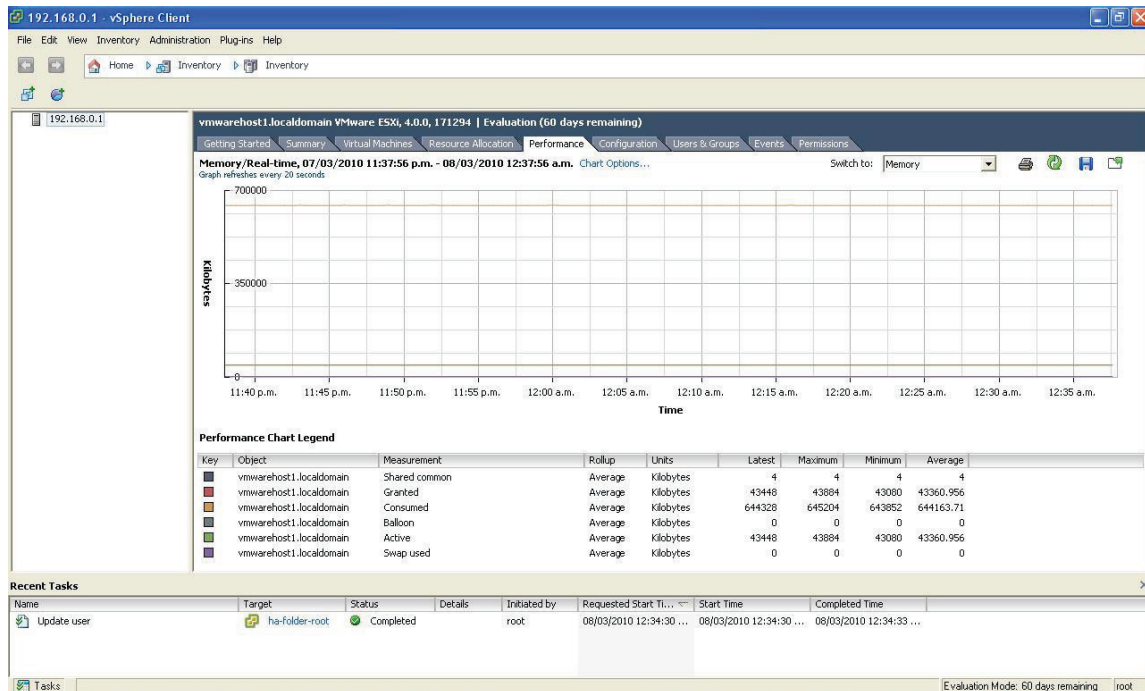 192.168.0.1 - vSphere Client
File Edit View Inventory Administration Plug-ins Help
Home Inventory Inventory
192.168.0.1
vmwarehost1.localdomain VMware ESXi, 4.0.0, 171294 | Evaluation (60 days remaining)
Getting Started Summary Virtual Machines Resource Allocation Performance Configuration Users & Groups Events Permissions
Memory/Real-time, 07/03/2010 11:37:56 p.m. - 08/03/2010 12:37:56 a.m. Chart Options... Switch to: Memory
Graph refreshes every 20 seconds
700000
Kilobytes
350000
0
11:40 p.m. 11:45 p.m. 11:50 p.m. 11:55 p.m. 12:00 a.m. 12:05 a.m. 12:10 a.m. 12:15 a.m. 12:20 a.m. 12:25 a.m. 12:30 a.m. 12:35 a.m.
Time
Performance Chart Legend
Key Object Measurement Rollup Units Latest Maximum Minimum Average
vmwarehost1.localdomain Shared common Average Kilobytes 4 4 4 4
vmwarehost1.localdomain Granted Average Kilobytes 43448 43884 43080 43360.956
vmwarehost1.localdomain Consumed Average Kilobytes 644328 645204 643852 644163.71
vmwarehost1.localdomain Balloon Average Kilobytes 0 0 0 0
vmwarehost1.localdomain Active Average Kilobytes 43448 43884 43080 43360.956
vmwarehost1.localdomain Swap used Average Kilobytes 0 0 0 0
Recent Tasks
Name Target Status Details Initiated by Requested Start Ti... Start Time Completed Time
Update user ha-folder-root Completed root 08/03/2010 12:34:30 ... 08/03/2010 12:34:30 ... 08/03/2010 12:34:33 ...
Tasks Evaluation Mode: 60 days remaining root